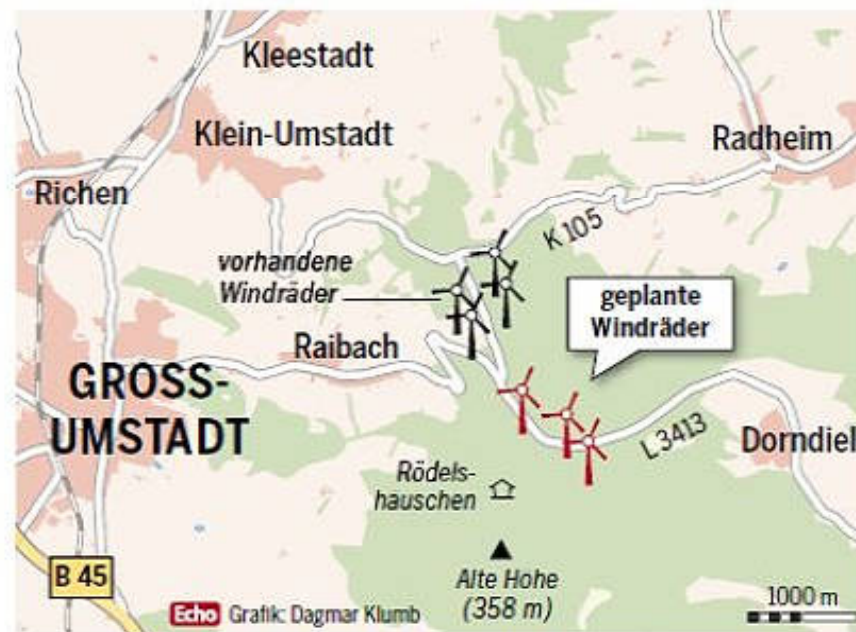 Kleestadt
Klein-Umstadt
Radheim
Richen
K 105
vorhandene
Windräder
geplante
Windräder
Raibach
GROSS-
UMSTADT
L 3413
Dorndiel
Rödels-
hauschen
B 45
Alte Hohe
(358 m)
1000 m
Echo Grafik: Dagmar Klumb